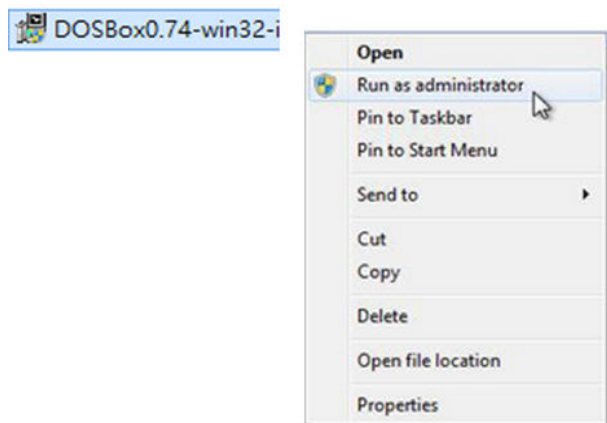 DOSBox0.74-win32-i
Open
Run as administrator
Pin to Taskbar
Pin to Start Menu
Send to
Cut
Copy
Delete
Open file location
Properties